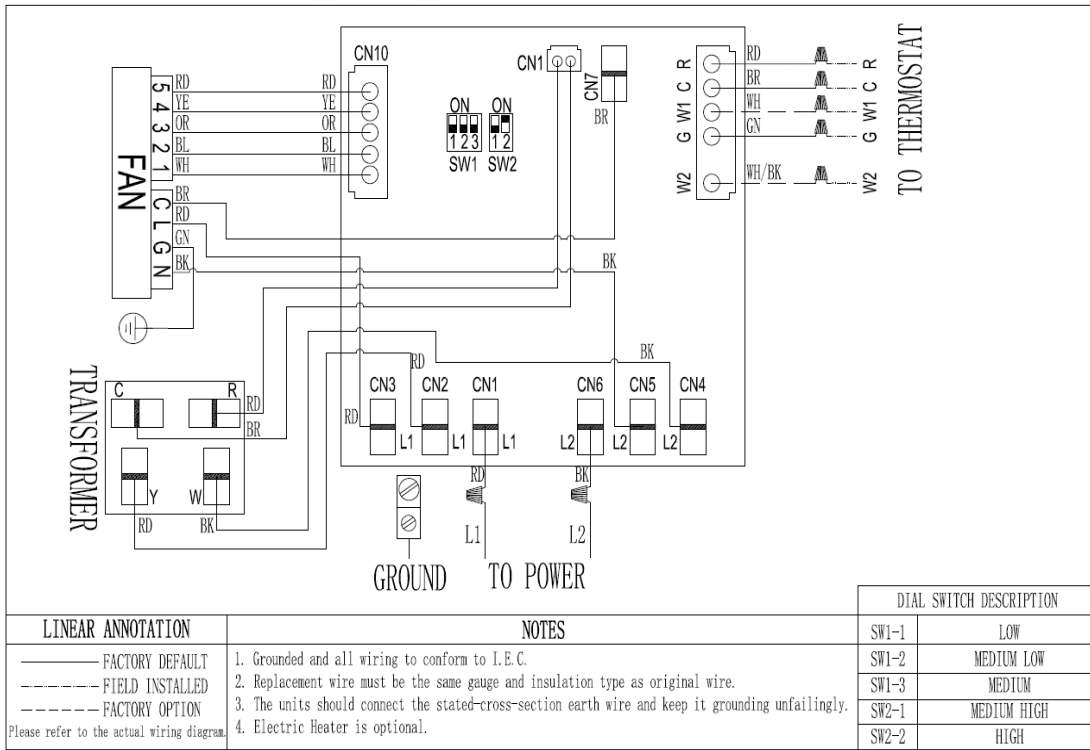 CN10
CN1
CN7
BR
ON
1 2 3
SW1
ON
1 2
SW2
FAN
5 4 3 2 1
C L G N
RD
YE
OR
BL
WH
RD
YE
OR
BL
WH
BR
RD
GN
BK
R
C
W1
G
W2
RD
BR
WH
GN
WH/BK
R
C
W1
G
W2
TO THERMOSTAT
BK
BK
RD
TRANSFORMER
C
R
RD
BR
Y
W
RD
BK
CN3
CN2
CN1
CN6
CN5
CN4
RD
L1
L1
L1
L2
L2
L2
RD
BK
L1
L2
GROUND
TO POWER
LINEAR ANNOTATION
FACTORY DEFAULT
FIELD INSTALLED
FACTORY OPTION
Please refer to the actual wiring diagram.
NOTES
1. Grounded and all wiring to conform to I.E.C.
2. Replacement wire must be the same gauge and insulation type as original wire.
3. The units should connect the stated-cross-section earth wire and keep it grounding unfailingly.
4. Electric Heater is optional.
DIAL SWITCH DESCRIPTION
SW1-1 LOW
SW1-2 MEDIUM LOW
SW1-3 MEDIUM
SW2-1 MEDIUM HIGH
SW2-2 HIGH